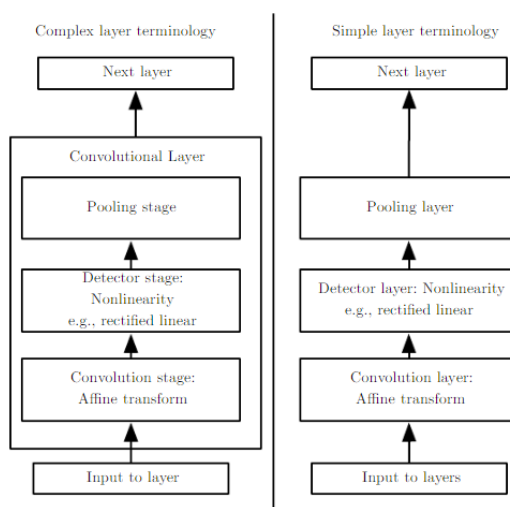 Complex layer terminology
Next layer
Convolutional Layer
Pooling stage
Detector stage:
Nonlinearity
e.g., rectified linear
Convolution stage:
Affine transform
Input to layer
Simple layer terminology
Next layer
Pooling layer
Detector layer: Nonlinearity
e.g., rectified linear
Convolution layer:
Affine transform
Input to layers